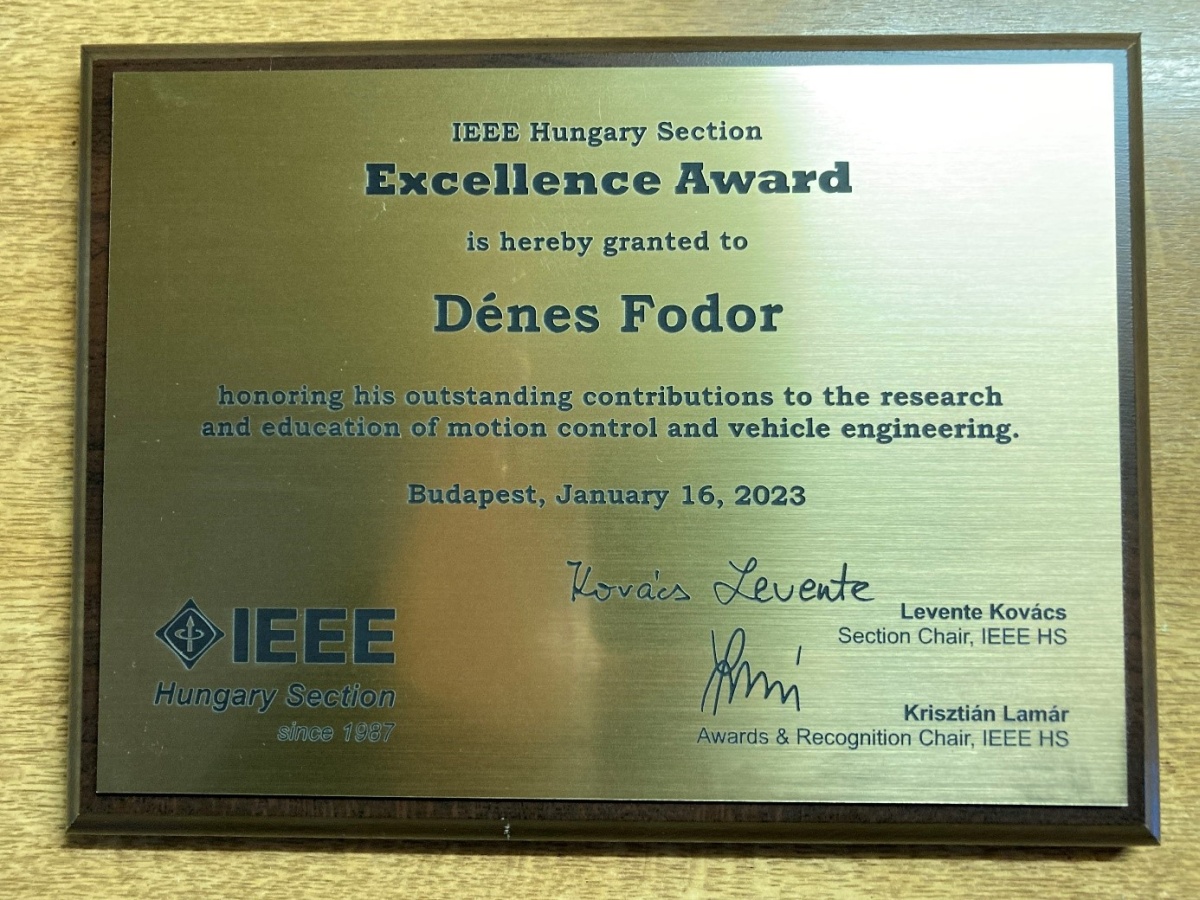 IEEE Hungary Section
Excellence Award
is hereby granted to
Dénes Fodor
honoring his outstanding contributions to the research
and education of motion control and vehicle engineering.
Budapest, January 16, 2023
Kovács Levente
Levente Kovács
Section Chair, IEEE HS
Krisztián Lamár
Awards & Recognition Chair, IEEE HS
IEEE
Hungary Section
since 1987